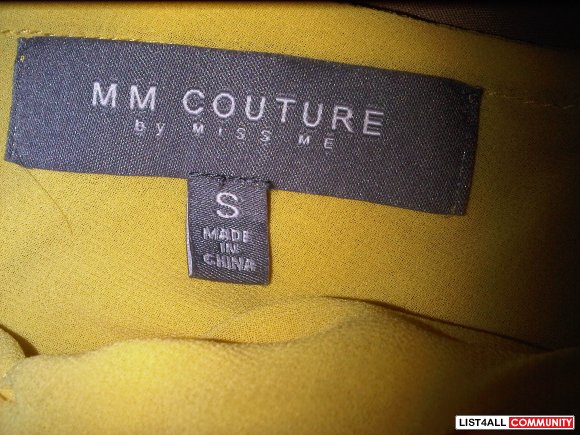 MM COUTURE
by MISS ME
S
MADE
IN
CHINA
LIST4ALL COMMUNITY